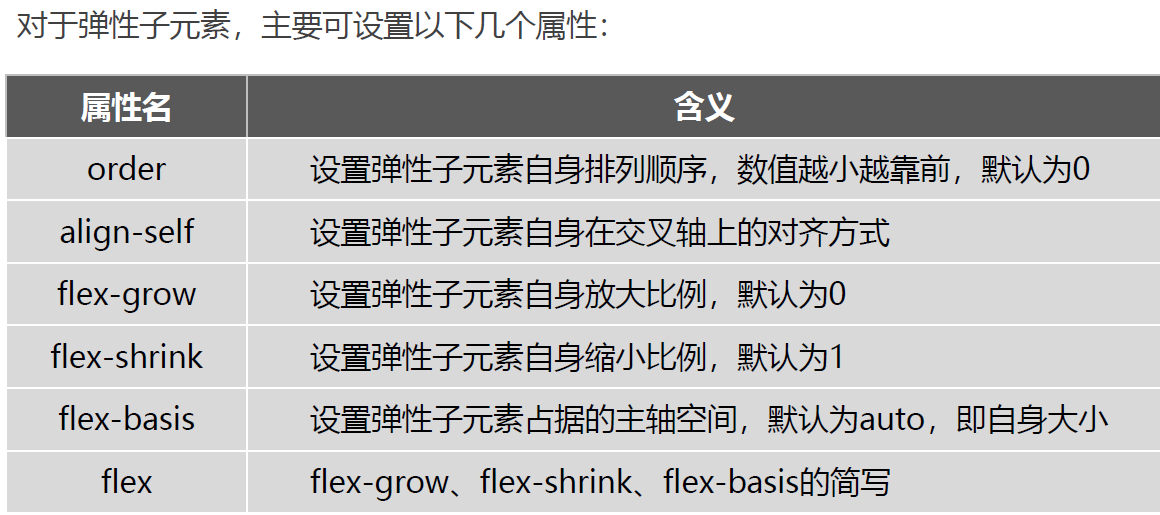 对于弹性子元素，主要可设置以下几个属性：
属性名 含义
order 设置弹性子元素自身排列顺序，数值越小越靠前，默认为0
align-self 设置弹性子元素自身在交叉轴上的对齐方式
flex-grow 设置弹性子元素自身放大比例，默认为0
flex-shrink 设置弹性子元素自身缩小比例，默认为1
flex-basis 设置弹性子元素占据的主轴空间，默认为auto，即自身大小
flex flex-grow、flex-shrink、flex-basis的简写